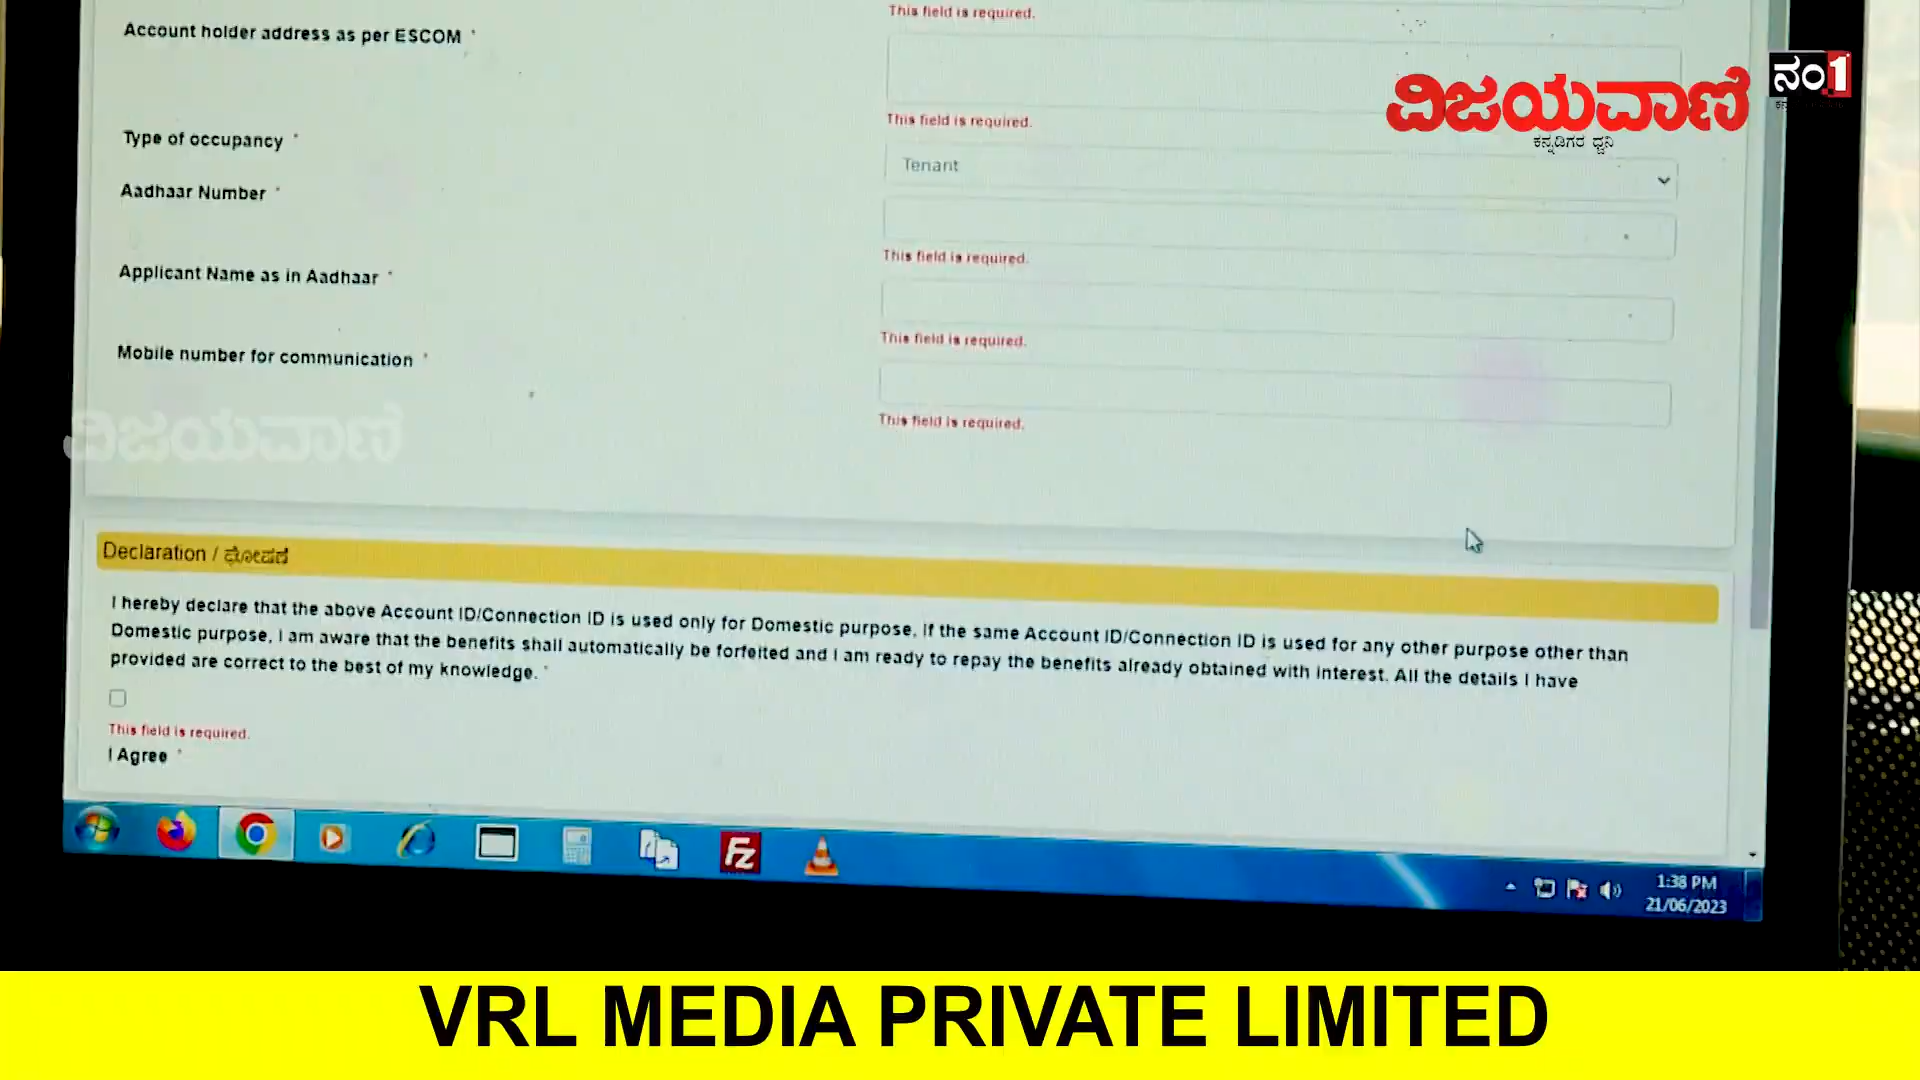 This field is required.
Account holder address as per ESCOM *
This field is required.
ವಿಜಯವಾಣಿ
ನಂ.1
ಕನ್ನಡಿಗರ ಧ್ವನಿ
Type of occupancy *
Tenant
Aadhaar Number *
This field is required.
Applicant Name as in Aadhaar *
This field is required.
Mobile number for communication *
This field is required.
ವಿಜಯವಾಣಿ
Declaration / ಘೋಷಣೆ
I hereby declare that the above Account ID/Connection ID is used only for Domestic purpose, If the same Account ID/Connection ID is used for any other purpose other than
Domestic purpose, I am aware that the benefits shall automatically be forfeited and I am ready to repay the benefits already obtained with interest. All the details I have
provided are correct to the best of my knowledge. *
This field is required.
I Agree *
Fz
1:38 PM
21/06/2023
VRL MEDIA PRIVATE LIMITED